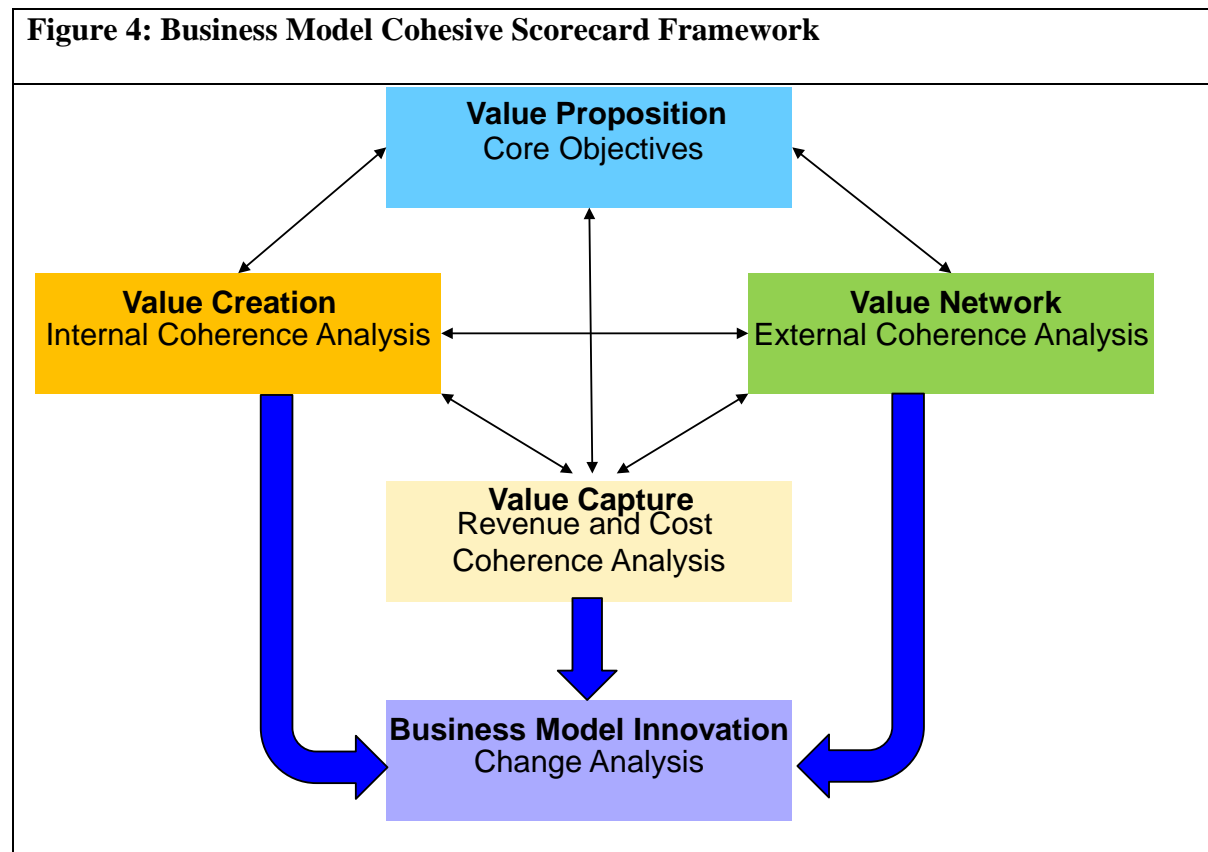 Figure 4: Business Model Cohesive Scorecard Framework
Value Proposition
Core Objectives
Value Creation
Internal Coherence Analysis
Value Network
External Coherence Analysis
Value Capture
Revenue and Cost
Coherence Analysis
Business Model Innovation
Change Analysis